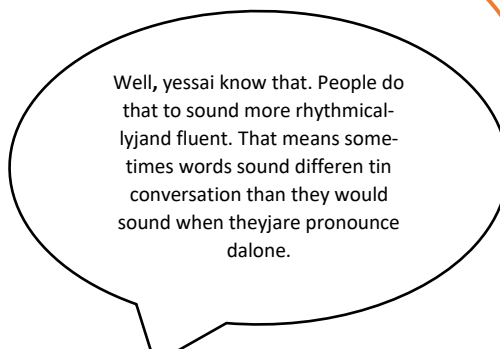 Well, yessai know that. People do
that to sound more rhythmical-
lyjand fluent. That means some-
times words sound differen tin
conversation than they would
sound when theyjare pronounce
dalone.